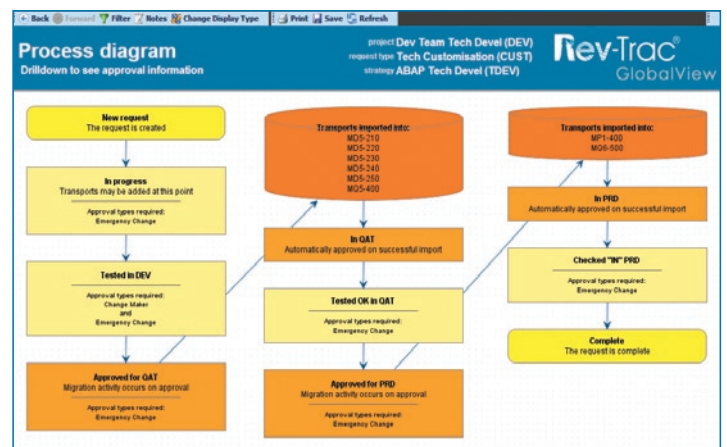 Back Forward Filter Notes Change Display Type Print Save Refresh
Process diagram
Drilldown to see approval information
project Dev Team Tech Devel (DEV)
request type Tech Customisation (CUST)
strategy ABAP Tech Devel (TDEV)
Rev-Trac®
GlobalView
New request
The request is created
In progress
Transports may be added at this point
Approval types required:
Emergency Change
Tested in DEV
Approval types required:
Change Maker
and
Emergency Change
Approved for QAT
Migration activity occurs on approval
Approval types required:
Emergency Change
Transports imported into:
MD5-210
MD5-220
MD5-230
MD5-240
MD5-250
MQ5-400
In QAT
Automatically approved on successful import
Tested OK in QAT
Approval types required:
Emergency Change
Approved for PRD
Migration activity occurs on approval
Approval types required:
Emergency Change
Transports imported into:
MP1-400
MQ6-500
In PRD
Automatically approved on successful import
Checked "IN" PRD
Approval types required:
Emergency Change
Complete
The request is complete